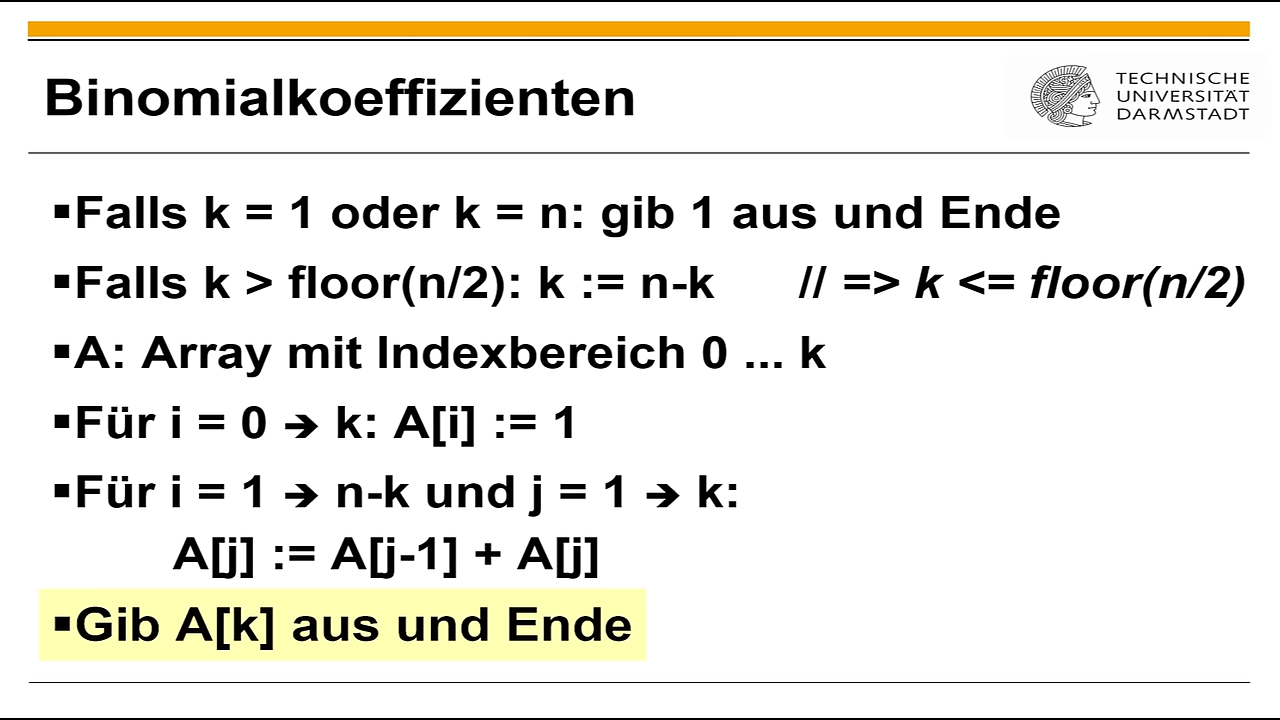 Binomialkoeffizienten
TECHNISCHE
UNIVERSITÄT
DARMSTADT
▪Falls k = 1 oder k = n: gib 1 aus und Ende
▪Falls k > floor(n/2): k := n-k // => k <= floor(n/2)
▪A: Array mit Indexbereich 0 ... k
▪Für i = 0 ➔ k: A[i] := 1
▪Für i = 1 ➔ n-k und j = 1 ➔ k:
A[j] := A[j-1] + A[j]
▪Gib A[k] aus und Ende